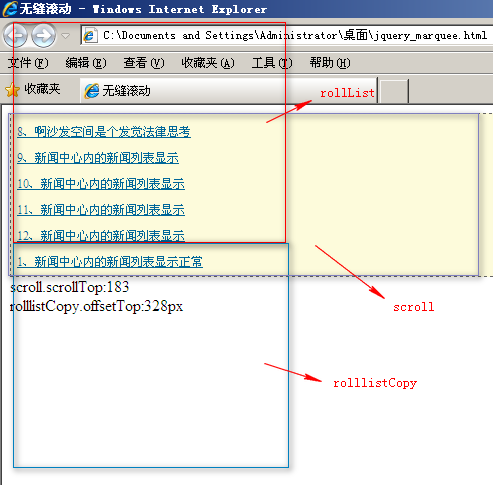 无缝滚动 - Windows Internet Explorer
C:\Documents and Settings\Administrator\桌面\jquery_marquee.html
文件(F) 编辑(E) 查看(V) 收藏夹(A) 工具(T) 帮助(H)
收藏夹 无缝滚动
rollList
8、啊沙发空间是个发觉法律思考
9、新闻中心内的新闻列表显示
10、新闻中心内的新闻列表显示
11、新闻中心内的新闻列表显示
12、新闻中心内的新闻列表显示
1、新闻中心内的新闻列表显示正常
scroll.scrollTop:183
rolllistCopy.offsetTop:328px
scroll
rolllistCopy